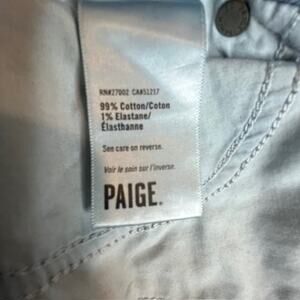 RN#27002 CA#51217
99% Cotton/Coton
1% Elastane/
Élasthanne
See care on reverse.
Voir le soin sur l'inverse.
PAIGE.